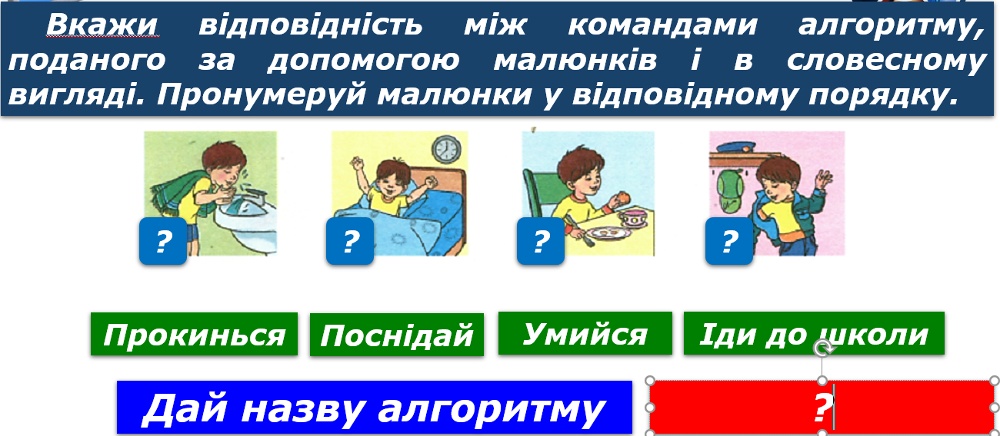 Вкажи відповідність між командами алгоритму,
поданого за допомогою малюнків і в словесному
вигляді. Пронумеруй малюнки у відповідному порядку.
? ? ? ?
Прокинься Поснідай Умийся Іди до школи
Дай назву алгоритму ?